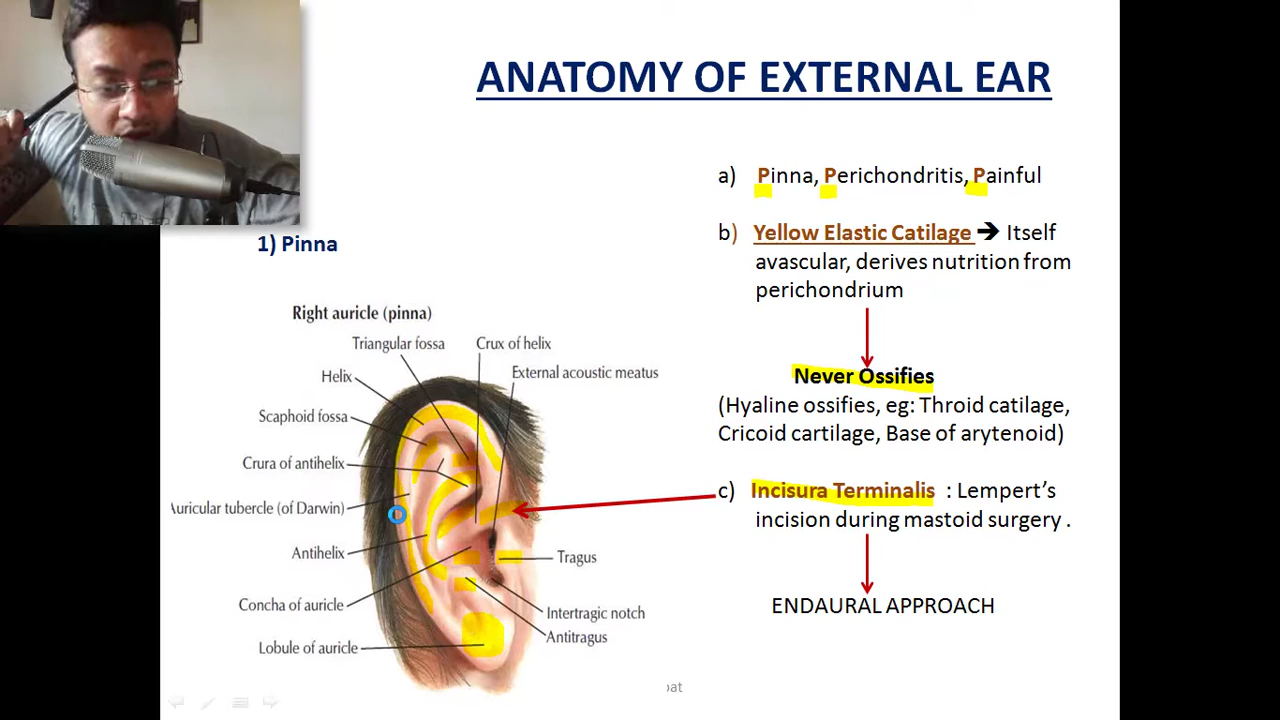 ANATOMY OF EXTERNAL EAR
a) Pinna, Perichondritis, Painful
b) Yellow Elastic Catilage ➔ Itself
avascular, derives nutrition from
perichondrium
Never Ossifies
(Hyaline ossifies, eg: Throid catilage,
Cricoid cartilage, Base of arytenoid)
c) Incisura Terminalis : Lempert’s
incision during mastoid surgery .
ENDAURAL APPROACH
1) Pinna
Right auricle (pinna)
Triangular fossa
Crux of helix
Helix
External acoustic meatus
Scaphoid fossa
Crura of antihelix
Auricular tubercle (of Darwin)
Antihelix
Tragus
Concha of auricle
Intertragic notch
Antitragus
Lobule of auricle